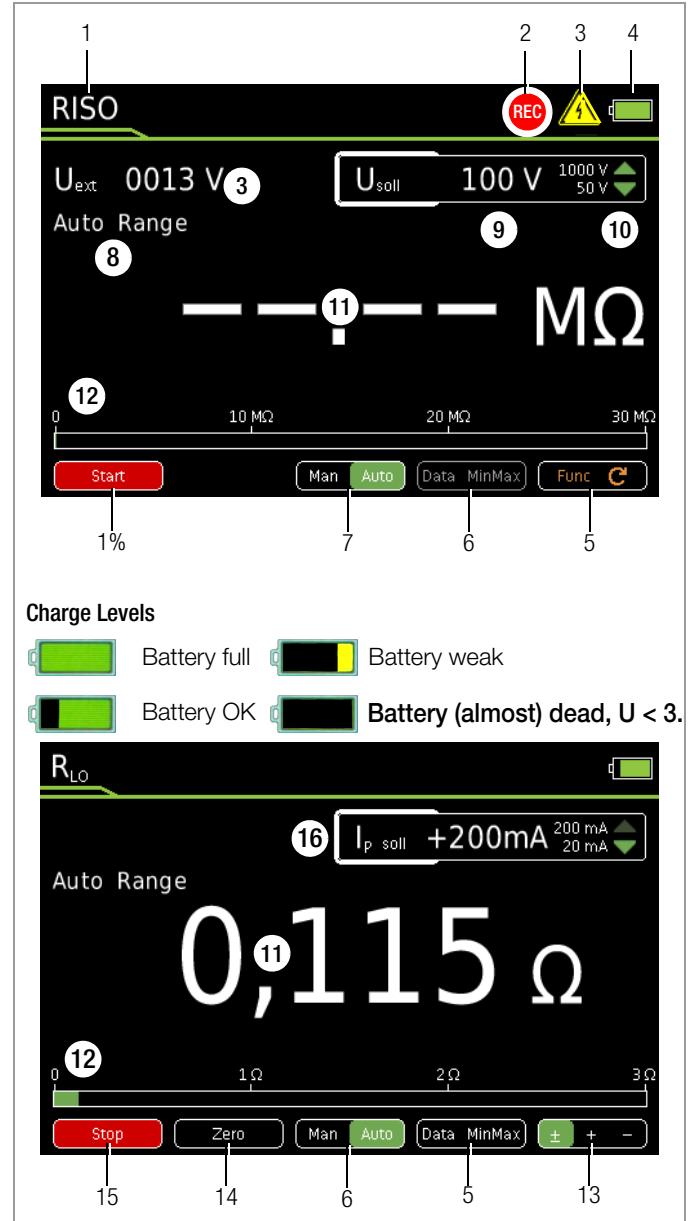 1 2 3 4
RISO REC
Uext 0013 V 3 Usoll 100 V 1000 V 50 V
Auto Range 9 10
8
11 MΩ
12
0 10 MΩ 20 MΩ 30 MΩ
Start Man Auto Data MinMax Func
1% 7 6 5
Charge Levels
Battery full Battery weak
Battery OK Battery (almost) dead, U < 3.
RLO
16 Ip soll +200mA 200 mA 20 mA
Auto Range
0,115 Ω
11
12
0 1Ω 2Ω 3Ω
Stop Zero Man Auto Data MinMax ± + −
15 14 6 5 13